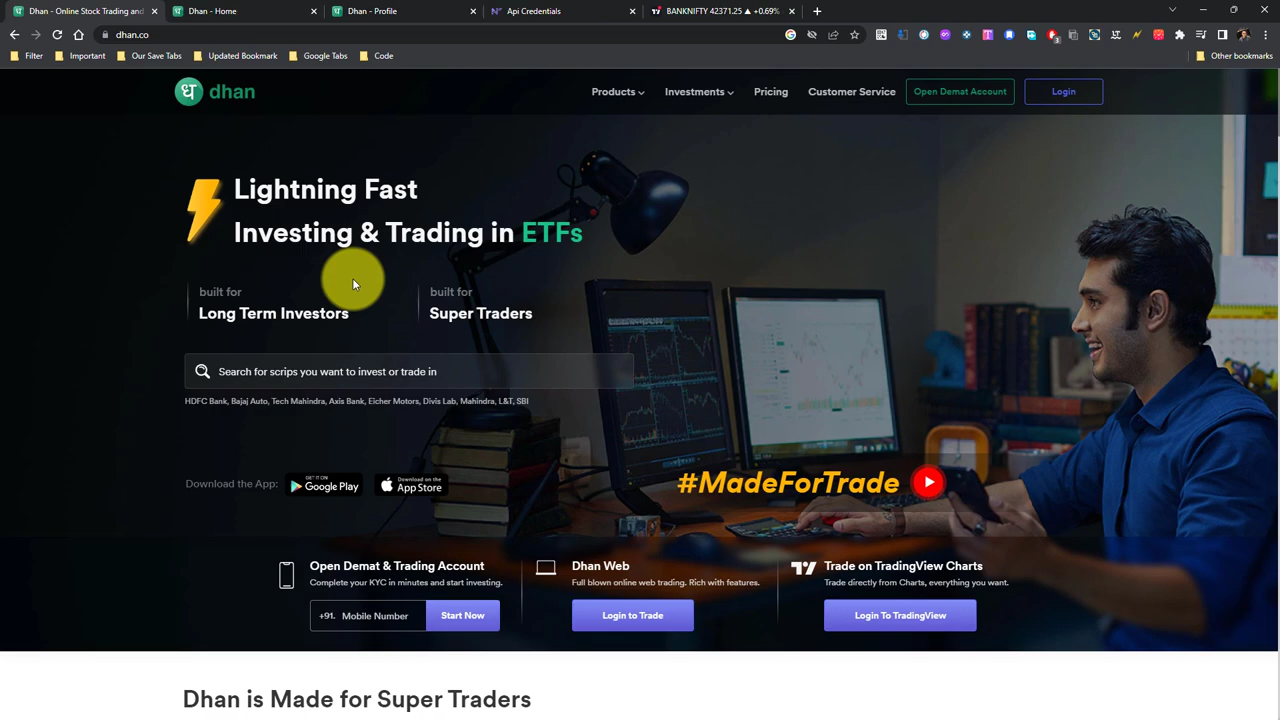 Dhan - Online Stock Trading and
Dhan - Home
Dhan - Profile
Api Credentials
BANKNIFTY 42371.25 ▲ +0.69%
dhan.co
3
Filter
Important
Our Save Tabs
Updated Bookmark
Google Tabs
Code
Other bookmarks
ध dhan
Products
Investments
Pricing
Customer Service
Open Demat Account
Login
Lightning Fast
Investing & Trading in ETFs
built for
Long Term Investors
built for
Super Traders
Search for scrips you want to invest or trade in
HDFC Bank, Bajaj Auto, Tech Mahindra, Axis Bank, Eicher Motors, Divis Lab, Mahindra, L&T, SBI
Download the App:
GET IT ON
Google Play
Download on the
App Store
#MadeForTrade
Open Demat & Trading Account
Complete your KYC in minutes and start investing.
+91. Mobile Number
Start Now
Dhan Web
Full blown online web trading. Rich with features.
Login to Trade
Trade on TradingView Charts
Trade directly from Charts, everything you want.
Login To TradingView
Dhan is Made for Super Traders